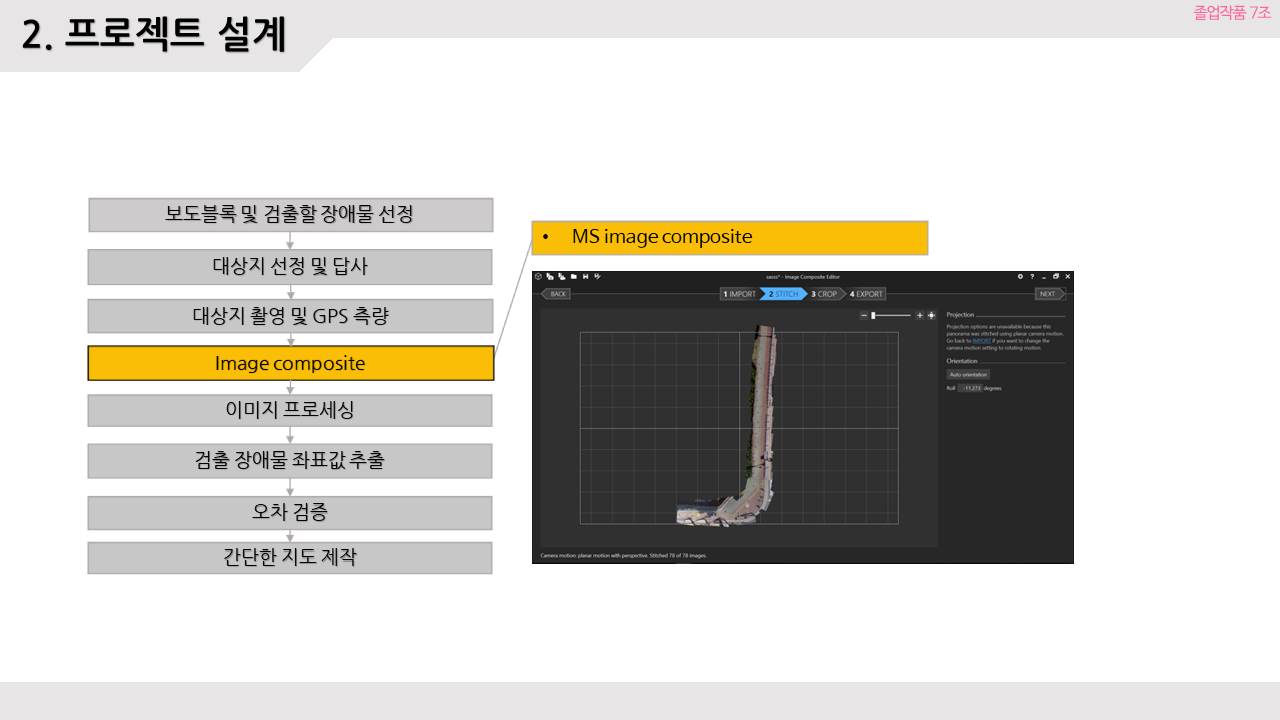 2. 프로젝트 설계
졸업작품 7조
보도블록 및 검출할 장애물 선정
대상지 선정 및 답사
대상지 촬영 및 GPS 측량
Image composite
이미지 프로세싱
검출 장애물 좌표값 추출
오차 검증
간단한 지도 제작
• MS image composite
sasss* - Image Composite Editor
BACK
1 IMPORT
2 STITCH
3 CROP
4 EXPORT
NEXT
Projection
Projection options are unavailable because this
panorama was stitched using planar camera motion.
Go back to IMPORT if you want to change the
camera motion setting to rotating motion.
Orientation
Auto orientation
Roll -11.273 degrees
Camera motion: planar motion with perspective. Stitched 78 of 78 images.